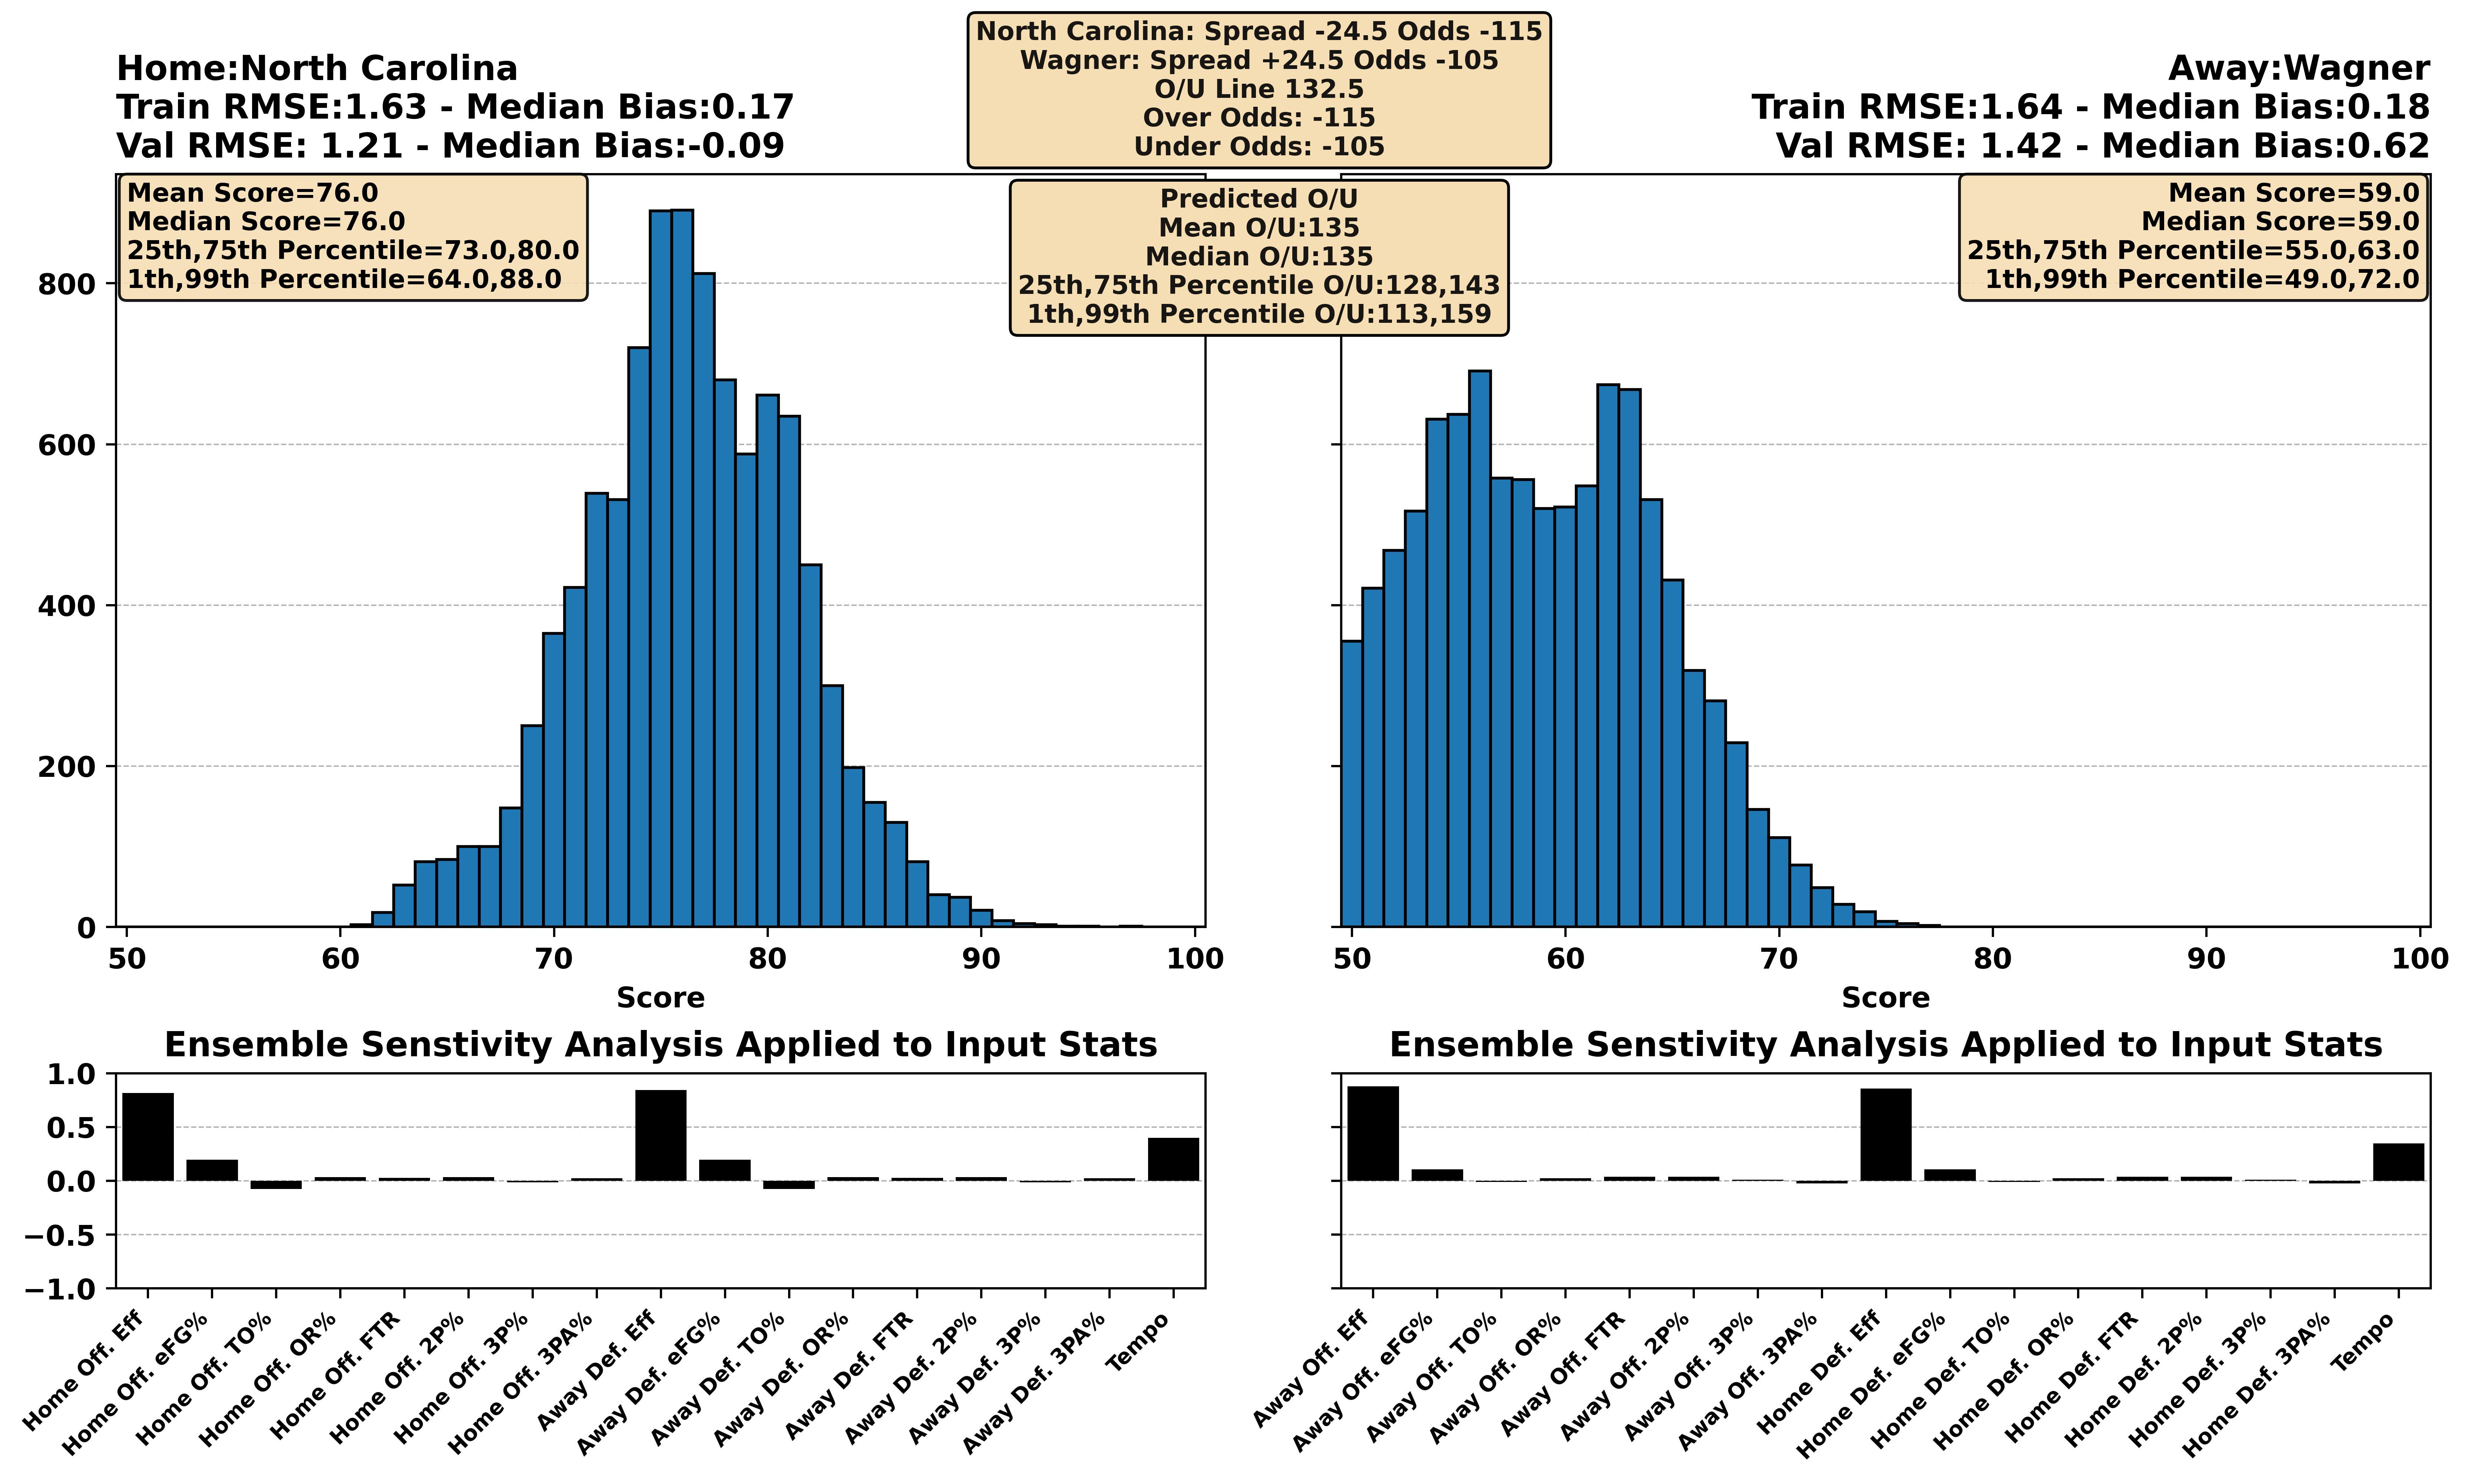 North Carolina: Spread -24.5 Odds -115
Wagner: Spread +24.5 Odds -105
O/U Line 132.5
Over Odds: -115
Under Odds: -105
Home:North Carolina
Train RMSE:1.63 - Median Bias:0.17
Val RMSE: 1.21 - Median Bias:-0.09
Away:Wagner
Train RMSE:1.64 - Median Bias:0.18
Val RMSE: 1.42 - Median Bias:0.62
Mean Score=76.0
Median Score=76.0
25th,75th Percentile=73.0,80.0
1th,99th Percentile=64.0,88.0
Predicted O/U
Mean O/U:135
Median O/U:135
25th,75th Percentile O/U:128,143
1th,99th Percentile O/U:113,159
Mean Score=59.0
Median Score=59.0
25th,75th Percentile=55.0,63.0
1th,99th Percentile=49.0,72.0
800
600
400
200
0
50 60 70 80 90 100
Score
50 60 70 80 90 100
Score
Ensemble Senstivity Analysis Applied to Input Stats
1.0
0.5
0.0
−0.5
−1.0
Home Off. Eff
Home Off. eFG%
Home Off. TO%
Home Off. OR%
Home Off. FTR
Home Off. 2P%
Home Off. 3P%
Home Off. 3PA%
Away Def. Eff
Away Def. eFG%
Away Def. TO%
Away Def. OR%
Away Def. FTR
Away Def. 2P%
Away Def. 3P%
Away Def. 3PA%
Tempo
Ensemble Senstivity Analysis Applied to Input Stats
Away Off. Eff
Away Off. eFG%
Away Off. TO%
Away Off. OR%
Away Off. FTR
Away Off. 2P%
Away Off. 3P%
Away Off. 3PA%
Home Def. Eff
Home Def. eFG%
Home Def. TO%
Home Def. OR%
Home Def. FTR
Home Def. 2P%
Home Def. 3P%
Home Def. 3PA%
Tempo